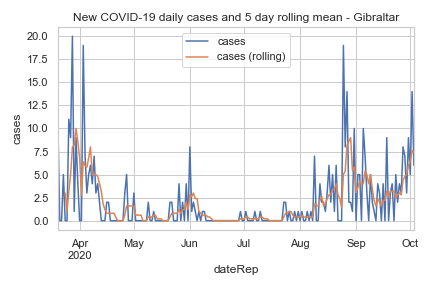 New COVID-19 daily cases and 5 day rolling mean - Gibraltar
cases
cases (rolling)
20.0
17.5
15.0
12.5
10.0
7.5
5.0
2.5
0.0
cases
Apr May Jun Jul Aug Sep Oct
2020
dateRep